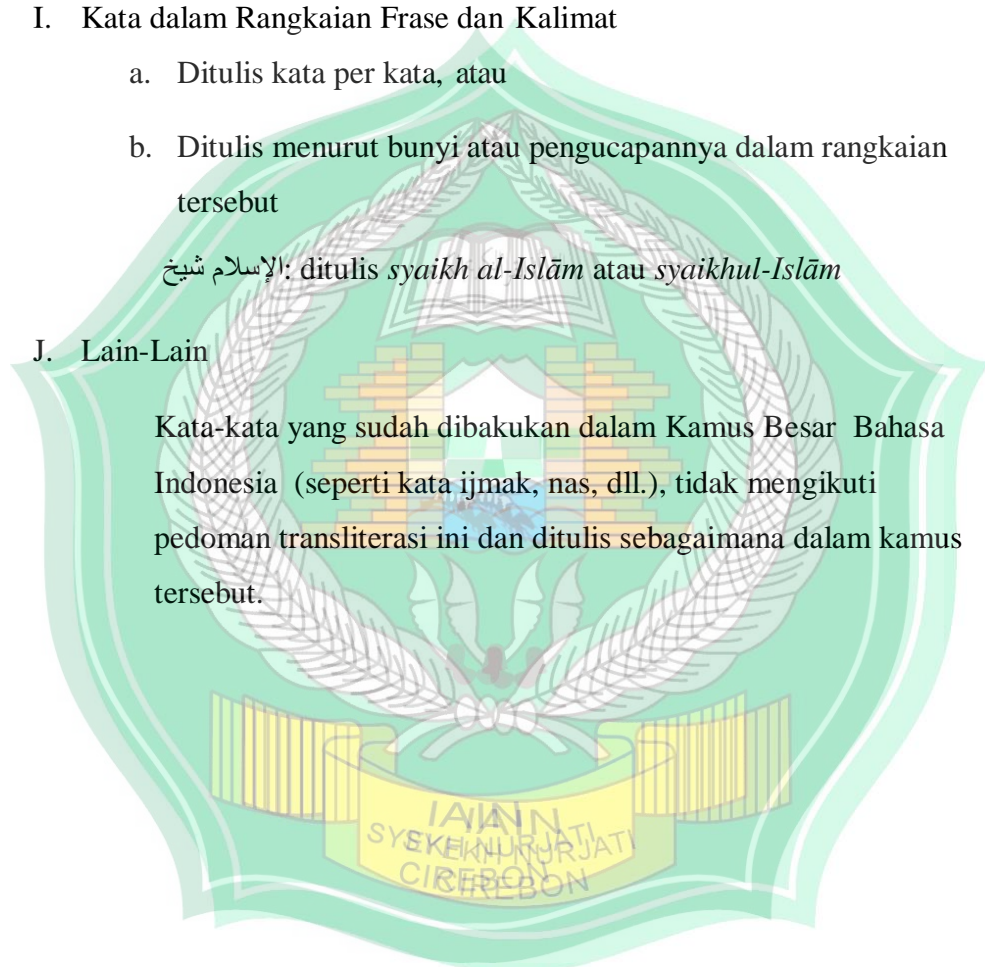 I. Kata dalam Rangkaian Frase dan Kalimat
a. Ditulis kata per kata, atau
b. Ditulis menurut bunyi atau pengucapannya dalam rangkaian
tersebut
الإسلام شيخ: ditulis syaikh al-Islām atau syaikhul-Islām
J. Lain-Lain
Kata-kata yang sudah dibakukan dalam Kamus Besar Bahasa
Indonesia (seperti kata ijmak, nas, dll.), tidak mengikuti
pedoman transliterasi ini dan ditulis sebagaimana dalam kamus
tersebut.
IAIN
SYEKH NURJATI
CIREBON